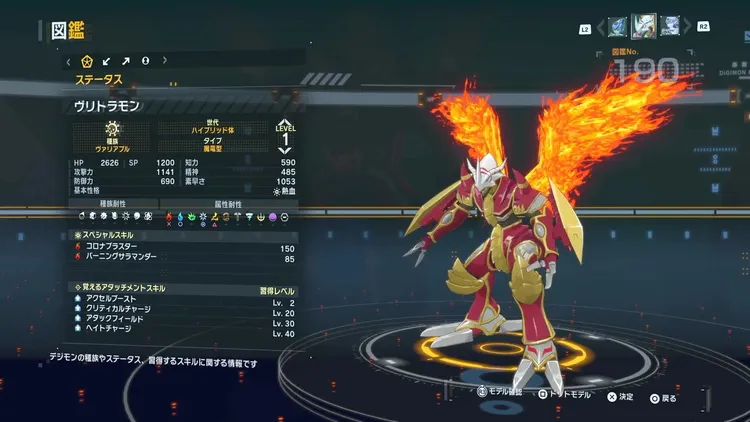 図鑑
L2
R2
図鑑No.
190
DIGIMON
ステータス
ヴリトラモン
種族
ヴァリアブル
世代
ハイブリッド体
タイプ
魔竜型
LEVEL
1
HP 2626 SP 1200 知力 590
攻撃力 1141 精神 485
防御力 690 素早さ 1053
基本性格 熱血
種族耐性 属性耐性
スペシャルスキル
コロナブラスター 150
バーニングサラマンダー 85
覚えるアタッチメントスキル 習得レベル
アクセルブースト Lv. 2
クリティカルチャージ Lv. 20
アタックフィールド Lv. 30
ヘイトチャージ Lv. 40
デジモンの種族やステータス、習得するスキルに関する情報です
モデル確認 ドットモデル 決定 戻る